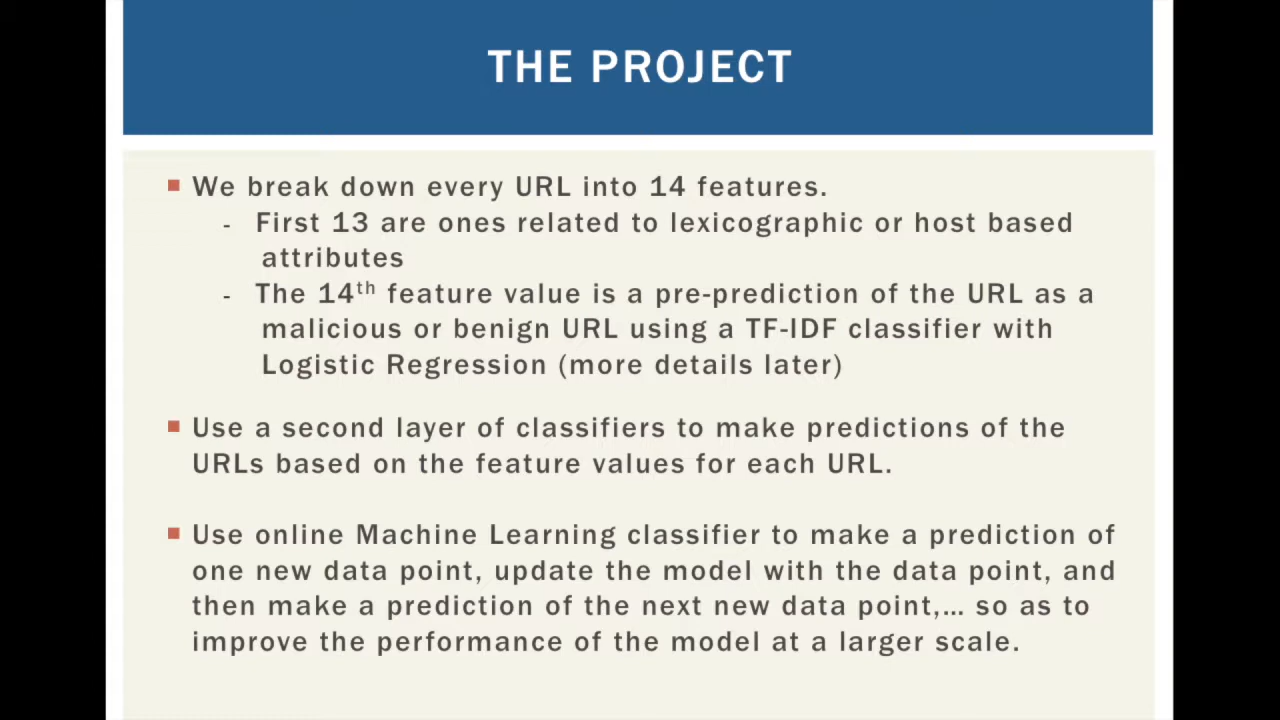 THE PROJECT
We break down every URL into 14 features.
- First 13 are ones related to lexicographic or host based
attributes
- The 14th feature value is a pre-prediction of the URL as a
malicious or benign URL using a TF-IDF classifier with
Logistic Regression (more details later)
Use a second layer of classifiers to make predictions of the
URLs based on the feature values for each URL.
Use online Machine Learning classifier to make a prediction of
one new data point, update the model with the data point, and
then make a prediction of the next new data point,... so as to
improve the performance of the model at a larger scale.